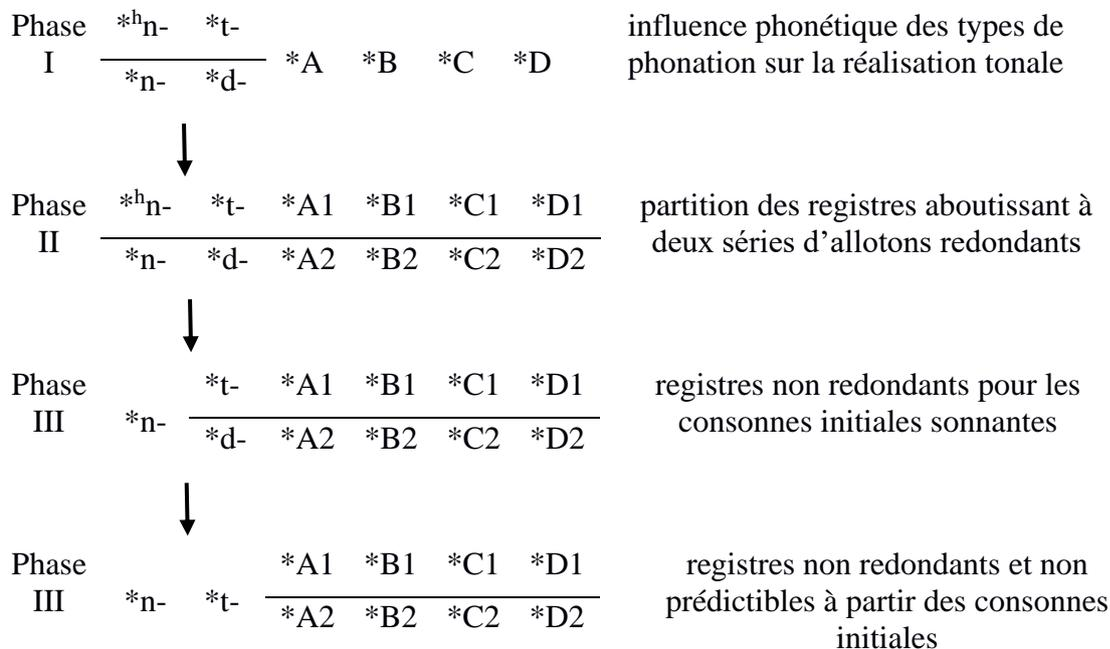 Phase *ʰn- *t- influence phonétique des types de
I *A *B *C *D phonation sur la réalisation tonale
*n- *d-
Phase *ʰn- *t- *A1 *B1 *C1 *D1 partition des registres aboutissant à
II *n- *d- *A2 *B2 *C2 *D2 deux séries d’allotons redondants
Phase *t- *A1 *B1 *C1 *D1 registres non redondants pour les
III *n- *d- *A2 *B2 *C2 *D2 consonnes initiales sonnantes
Phase *A1 *B1 *C1 *D1 registres non redondants et non
III *n- *t- *A2 *B2 *C2 *D2 prédictibles à partir des consonnes
initiales